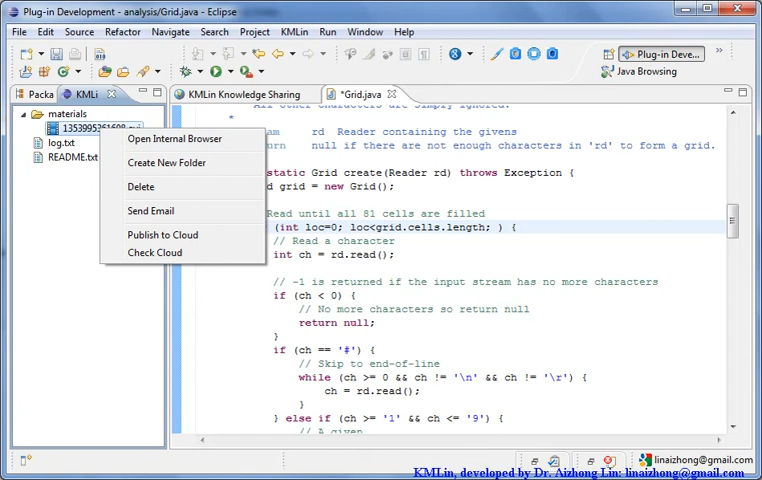 Plug-in Development - analysis/Grid.java - Eclipse
File Edit Source Refactor Navigate Search Project KMLin Run Window Help
Plug-in Deve...
Java Browsing
Packa KMLi KMLin Knowledge Sharing *Grid.java
materials
log.txt
README.txt
Open Internal Browser
Create New Folder
Delete
Send Email
Publish to Cloud
Check Cloud
All other characters are simply ignored.
*
am rd Reader containing the givens
urn null if there are not enough characters in 'rd' to form a grid.
static Grid create(Reader rd) throws Exception {
d grid = new Grid();
Read until all 81 cells are filled
(int loc=0; loc<grid.cells.length; ) {
// Read a character
int ch = rd.read();
// -1 is returned if the input stream has no more characters
if (ch < 0) {
// No more characters so return null
return null;
}
if (ch == '#') {
// Skip to end-of-line
while (ch >= 0 && ch != '\n' && ch != '\r') {
ch = rd.read();
}
} else if (ch >= '1' && ch <= '9') {
// A given
linaizhong@gmail.com
KMLin, developed by Dr. Aizhong Lin: linaizhong@gmail.com